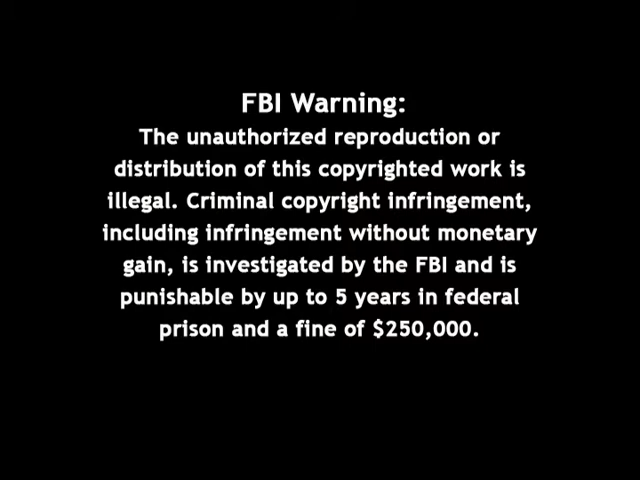 FBI Warning:
The unauthorized reproduction or
distribution of this copyrighted work is
illegal. Criminal copyright infringement,
including infringement without monetary
gain, is investigated by the FBI and is
punishable by up to 5 years in federal
prison and a fine of $250,000.